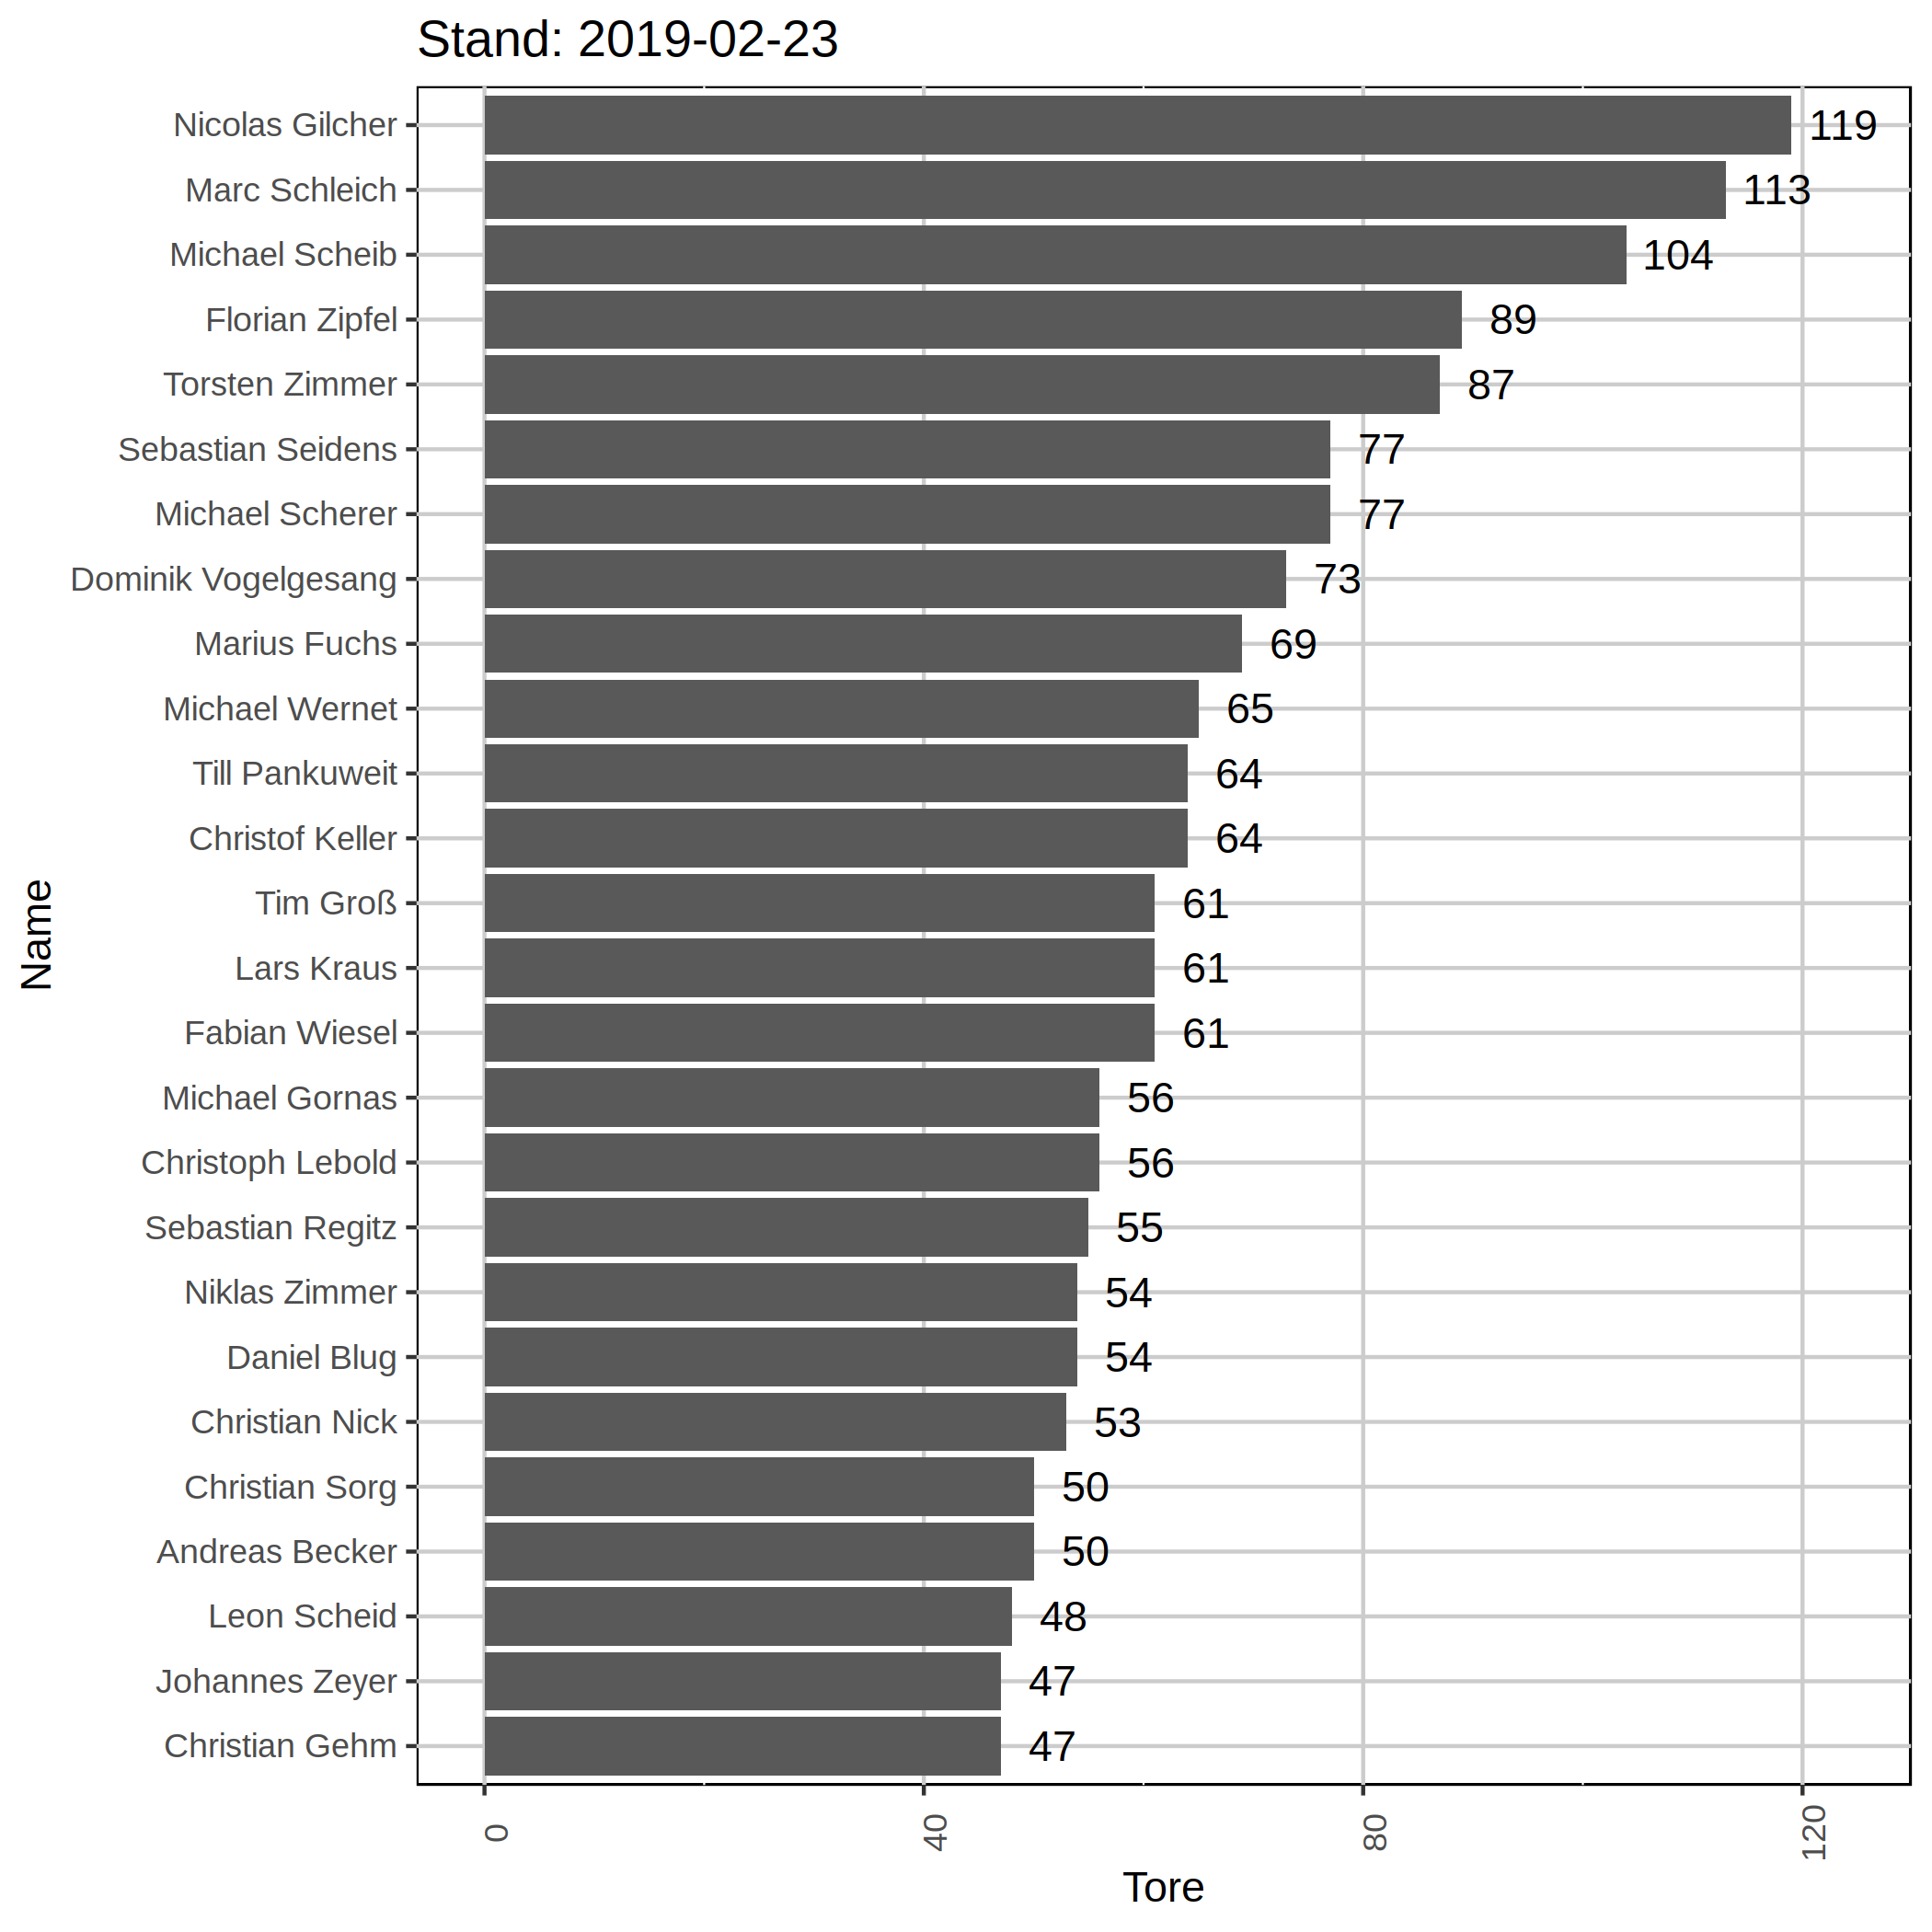 Stand: 2019-02-23
Nicolas Gilcher 119
Marc Schleich 113
Michael Scheib 104
Florian Zipfel 89
Torsten Zimmer 87
Sebastian Seidens 77
Michael Scherer 77
Dominik Vogelgesang 73
Marius Fuchs 69
Michael Wernet 65
Till Pankuweit 64
Christof Keller 64
Tim Groß 61
Lars Kraus 61
Fabian Wiesel 61
Michael Gornas 56
Christoph Lebold 56
Sebastian Regitz 55
Niklas Zimmer 54
Daniel Blug 54
Christian Nick 53
Christian Sorg 50
Andreas Becker 50
Leon Scheid 48
Johannes Zeyer 47
Christian Gehm 47
Name
0 40 80 120
Tore